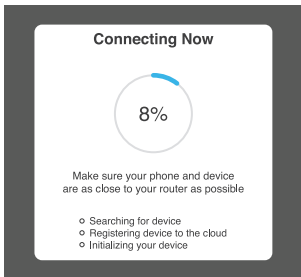 Connecting Now
8%
Make sure your phone and device
are as close to your router as possible
Searching for device
Registering device to the cloud
Initializing your device